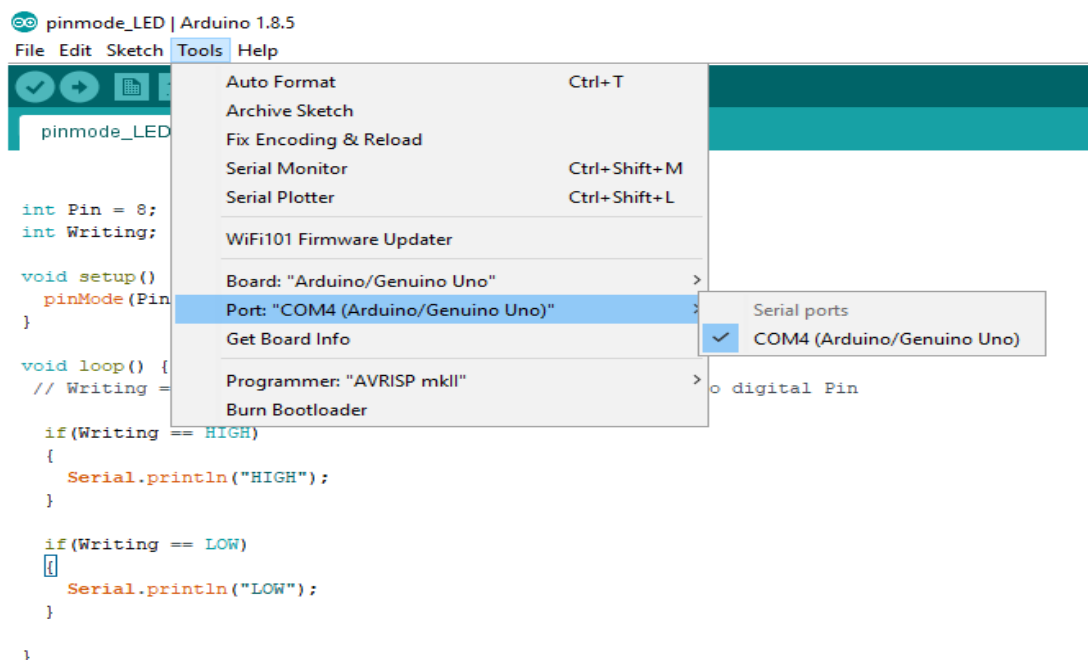 pinmode_LED | Arduino 1.8.5
File Edit Sketch Tools Help
pinmode_LED
Auto Format Ctrl+T
Archive Sketch
Fix Encoding & Reload
Serial Monitor Ctrl+Shift+M
Serial Plotter Ctrl+Shift+L
WiFi101 Firmware Updater
Board: "Arduino/Genuino Uno"
Port: "COM4 (Arduino/Genuino Uno)"
Get Board Info
Programmer: "AVRISP mkII"
Burn Bootloader
Serial ports
COM4 (Arduino/Genuino Uno)
int Pin = 8;
int Writing;
void setup()
pinMode(Pin
}
void loop() {
// Writing = o digital Pin
if(Writing == HIGH)
{
Serial.println("HIGH");
}
if(Writing == LOW)
{
Serial.println("LOW");
}
}